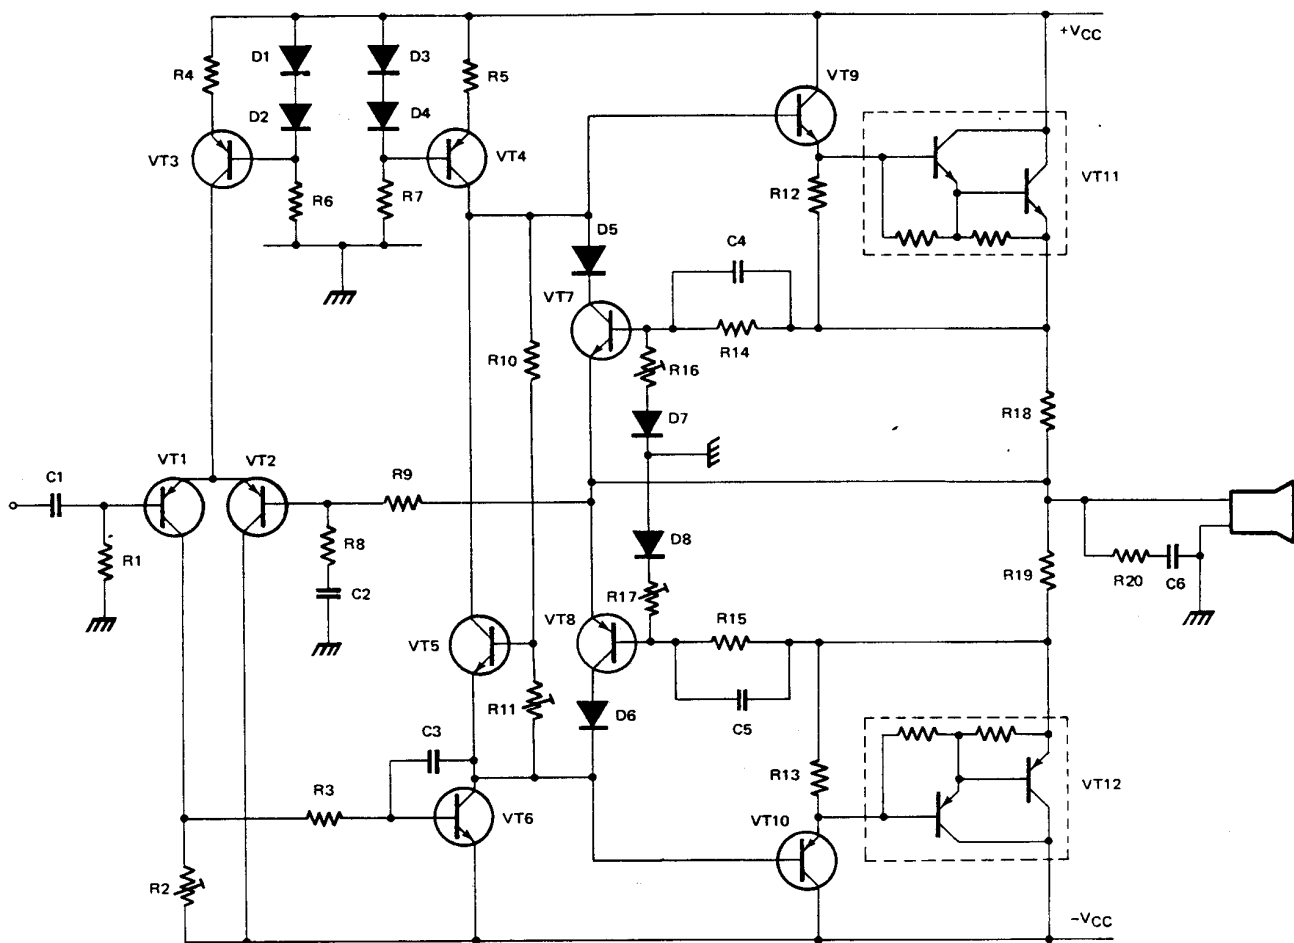 +VCC
D1
D3
R4
R5
VT9
D2
D4
VT3
VT4
VT11
R6
R7
R12
D5
C4
VT7
R10
R14
R16
D7
R18
VT1
VT2
C1
R9
R1
R8
D8
C2
R17
R19
R20
C6
VT5
VT8
R15
R11
D6
C5
C3
R13
R3
VT12
VT6
VT10
R2
-VCC